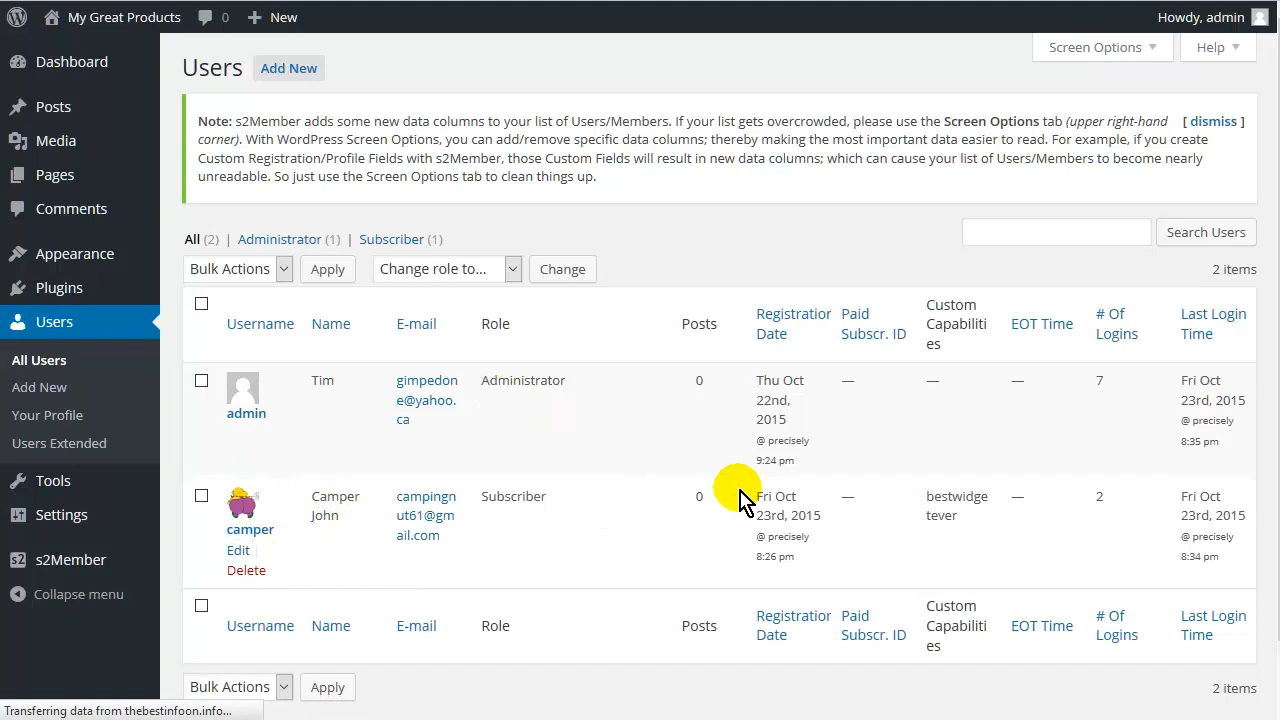 My Great Products 0 New Howdy, admin
Dashboard
Posts
Media
Pages
Comments
Appearance
Plugins
Users
All Users
Add New
Your Profile
Users Extended
Tools
Settings
s2Member
Collapse menu
Screen Options Help
Users Add New
Note: s2Member adds some new data columns to your list of Users/Members. If your list gets overcrowded, please use the Screen Options tab (upper right-hand [ dismiss ]
corner). With WordPress Screen Options, you can add/remove specific data columns; thereby making the most important data easier to read. For example, if you create
Custom Registration/Profile Fields with s2Member, those Custom Fields will result in new data columns; which can cause your list of Users/Members to become nearly
unreadable. So just use the Screen Options tab to clean things up.
All (2) | Administrator (1) | Subscriber (1) Search Users
Bulk Actions Apply Change role to... Change 2 items
Username Name E-mail Role Posts Registration Date Paid Subscr. ID Custom Capabiliti es EOT Time # Of Logins Last Login Time
admin Tim gimpedon e@yahoo. ca Administrator 0 Thu Oct 22nd, 2015 @ precisely 9:24 pm — — — 7 Fri Oct 23rd, 2015 @ precisely 8:35 pm
camper Camper John campingn ut61@gm ail.com Subscriber 0 Fri Oct 23rd, 2015 @ precisely 8:26 pm — bestwidge tever — 2 Fri Oct 23rd, 2015 @ precisely 8:34 pm
Edit |
Delete
Username Name E-mail Role Posts Registration Date Paid Subscr. ID Custom Capabiliti es EOT Time # Of Logins Last Login Time
Bulk Actions Apply 2 items
Transferring data from thebestinfoon.info...